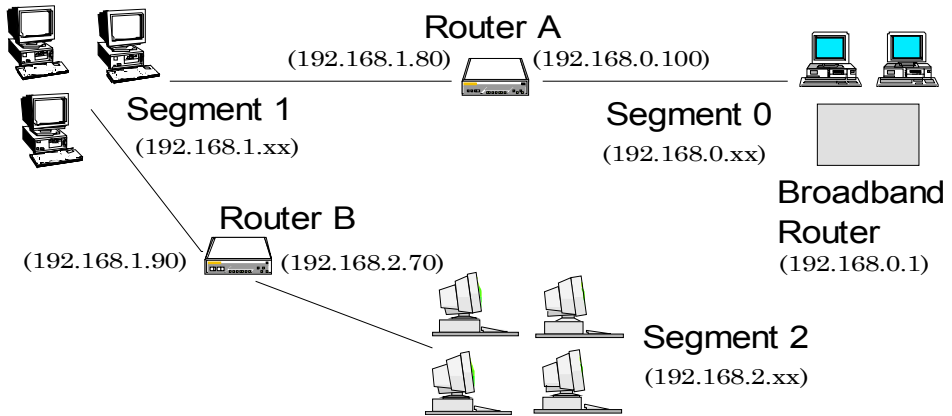 Router A
(192.168.1.80)
(192.168.0.100)
Segment 1
(192.168.1.xx)
Segment 0
(192.168.0.xx)
Broadband
Router
(192.168.0.1)
Router B
(192.168.1.90)
(192.168.2.70)
Segment 2
(192.168.2.xx)